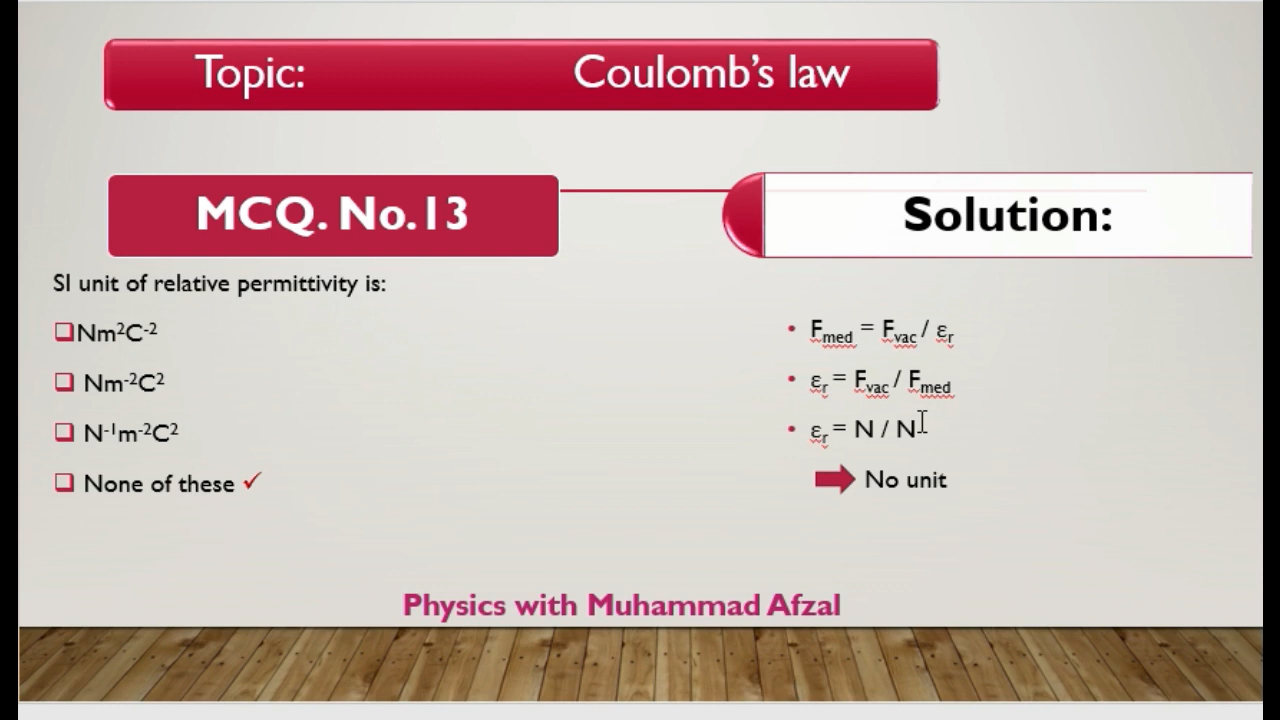 Topic: Coulomb's law
MCQ. No.13
Solution:
SI unit of relative permittivity is:
Nm²C⁻²
Nm⁻²C²
N⁻¹m⁻²C²
None of these ✓
• Fₘₑd = Fᵥₐc / εᵣ
• εᵣ = Fᵥₐc / Fₘₑd
• εᵣ = N / N
No unit
Physics with Muhammad Afzal